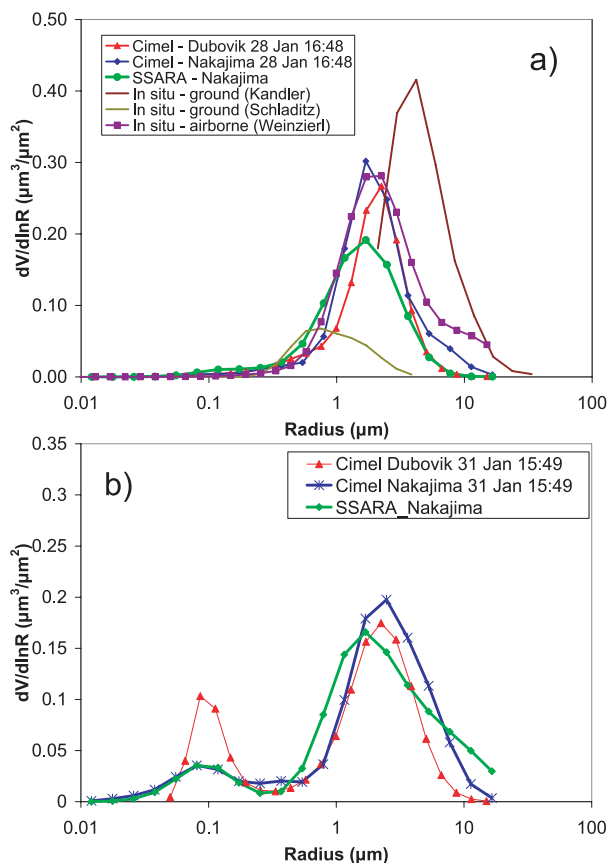 0.50
Cimel - Dubovik 28 Jan 16:48
Cimel - Nakajima 28 Jan 16:48
SSARA - Nakajima
In situ - ground (Kandler)
In situ - ground (Schladitz)
In situ - airborne (Weinzierl)
a)
0.40
0.30
0.20
0.10
0.00
dV/dlnR (µm³/µm²)
0.01 0.1 1 10 100
Radius (µm)
0.35
Cimel Dubovik 31 Jan 15:49
Cimel Nakajima 31 Jan 15:49
SSARA_Nakajima
b)
0.3
0.25
0.2
0.15
0.1
0.05
0
dV/dlnR (µm³/µm²)
0.01 0.1 1 10 100
Radius (µm)